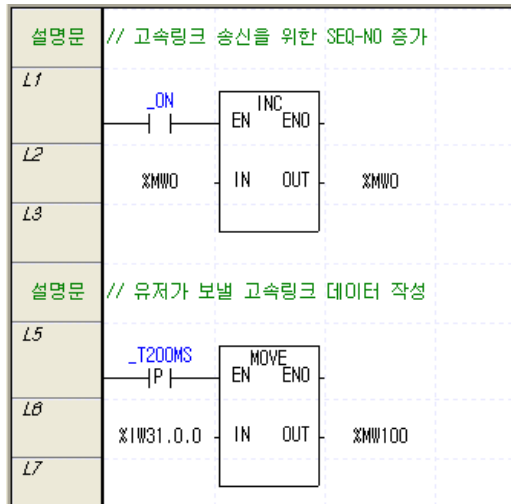 설명문 // 고속링크 송신을 위한 SEQ-NO 증가
L1
_ON INC
EN ENO
L2
%MW0 IN OUT %MW0
L3
설명문 // 유저가 보낼 고속링크 데이터 작성
L5
_T200MS MOVE
P EN ENO
L6
%IW31.0.0 IN OUT %MW100
L7